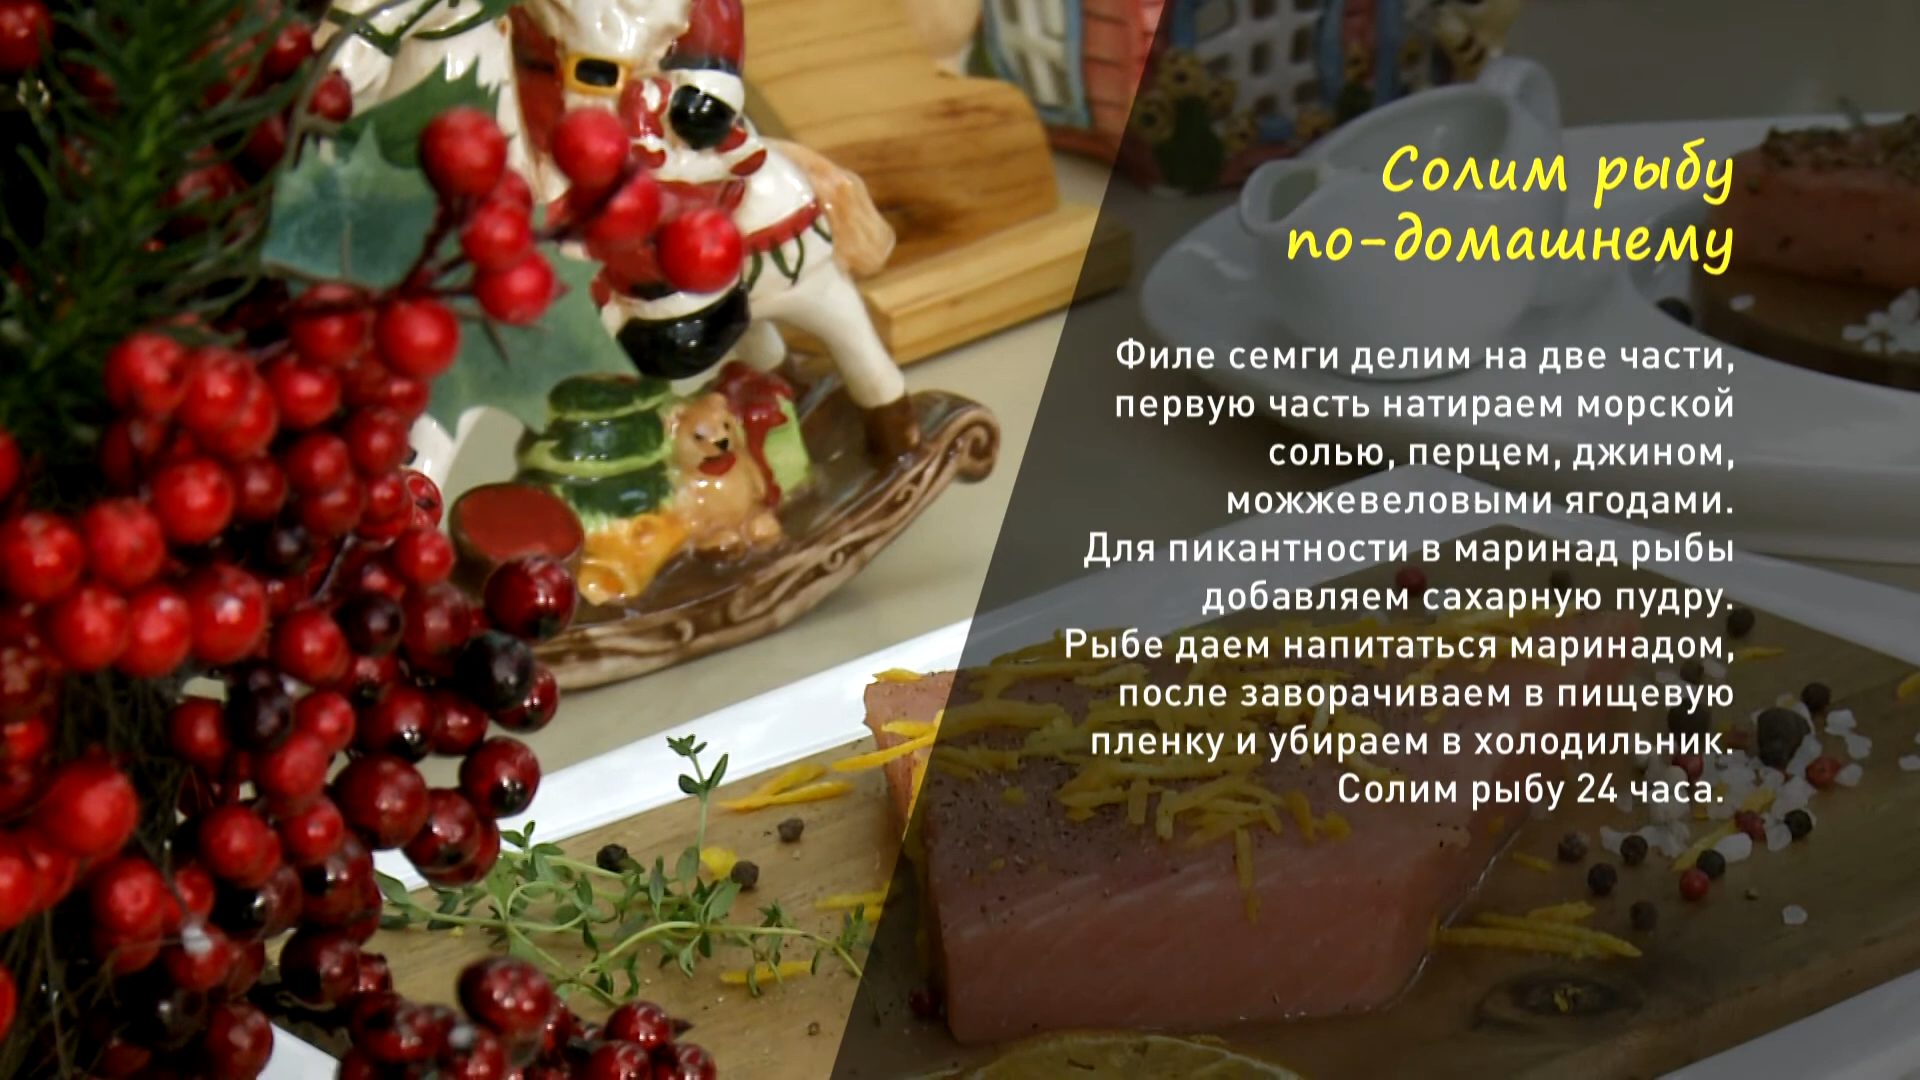 Солим рыбу
по-домашнему
Филе семги делим на две части,
первую часть натираем морской
солью, перцем, джином,
можжевеловыми ягодами.
Для пикантности в маринад рыбы
добавляем сахарную пудру.
Рыбе даем напитаться маринадом,
после заворачиваем в пищевую
пленку и убираем в холодильник.
Солим рыбу 24 часа.